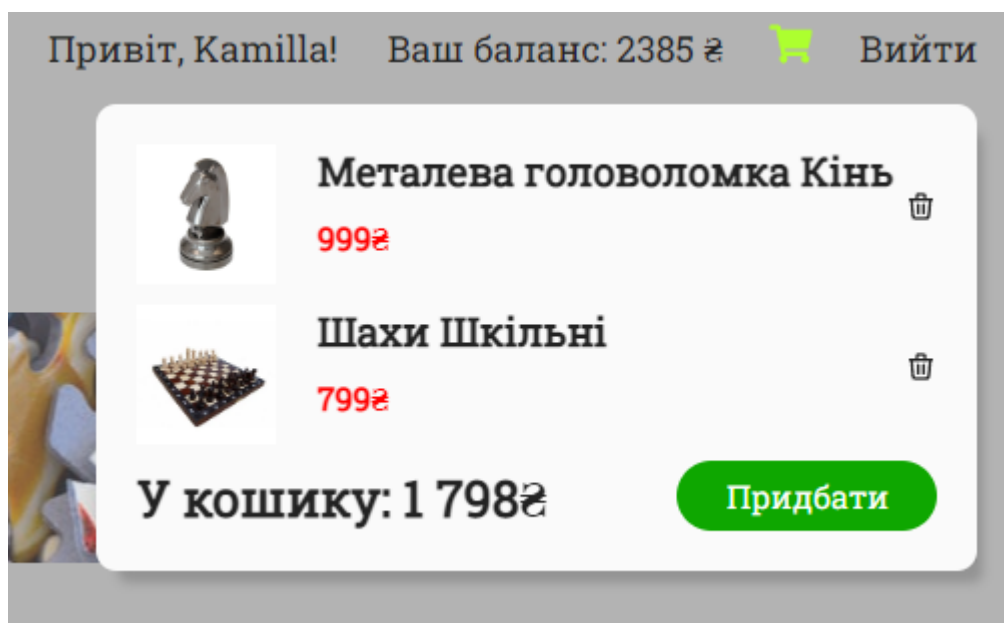 Привіт, Kamilla! Ваш баланс: 2385 ₴ Вийти
Металева головоломка Кінь
999₴
Шахи Шкільні
799₴
У кошику: 1 798₴ Придбати